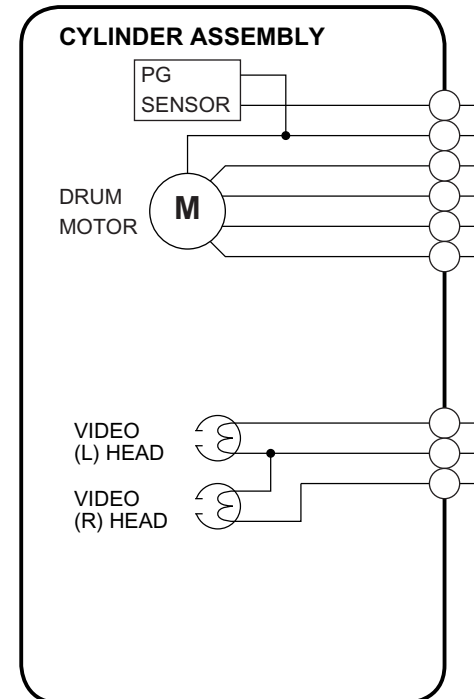 CYLINDER ASSEMBLY
PG
SENSOR
DRUM
MOTOR
M
VIDEO
(L) HEAD
VIDEO
(R) HEAD